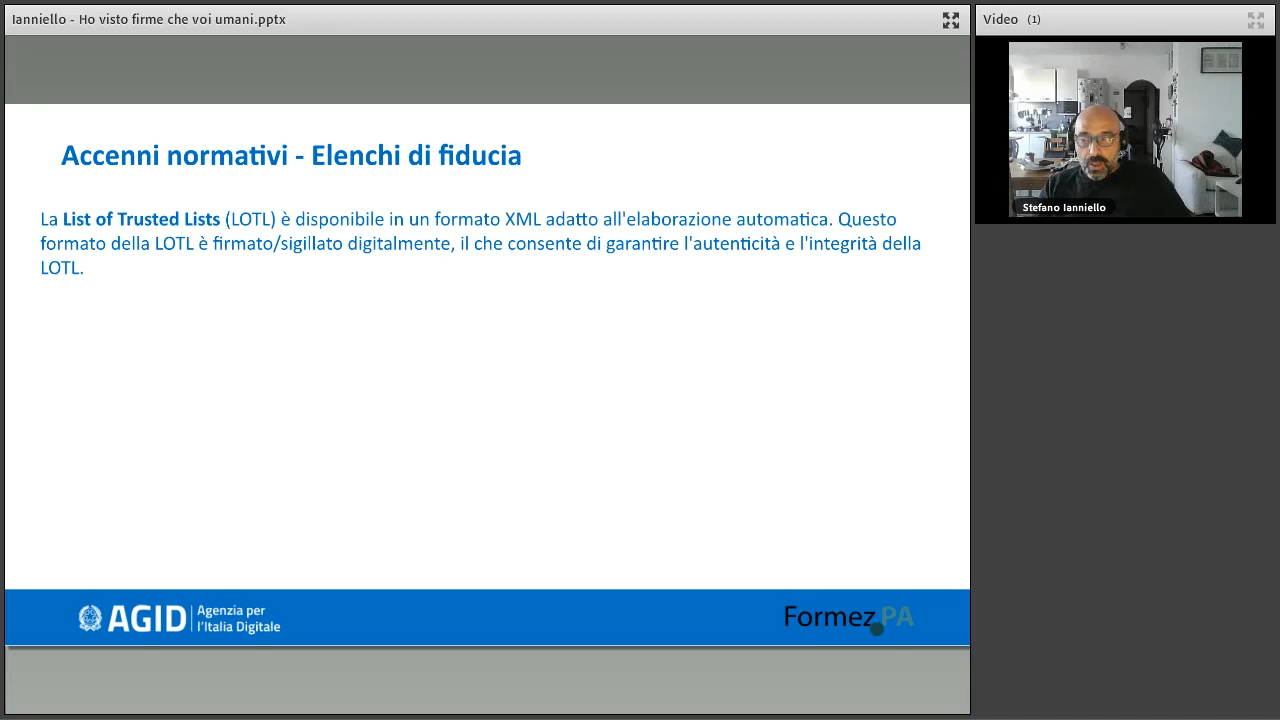 Ianniello - Ho visto firme che voi umani.pptx
Video (1)
Stefano Ianniello
Accenni normativi - Elenchi di fiducia
La List of Trusted Lists (LOTL) è disponibile in un formato XML adatto all'elaborazione automatica. Questo
formato della LOTL è firmato/sigillato digitalmente, il che consente di garantire l'autenticità e l'integrità della
LOTL.
AGID
Agenzia per
l'Italia Digitale
Formez PA